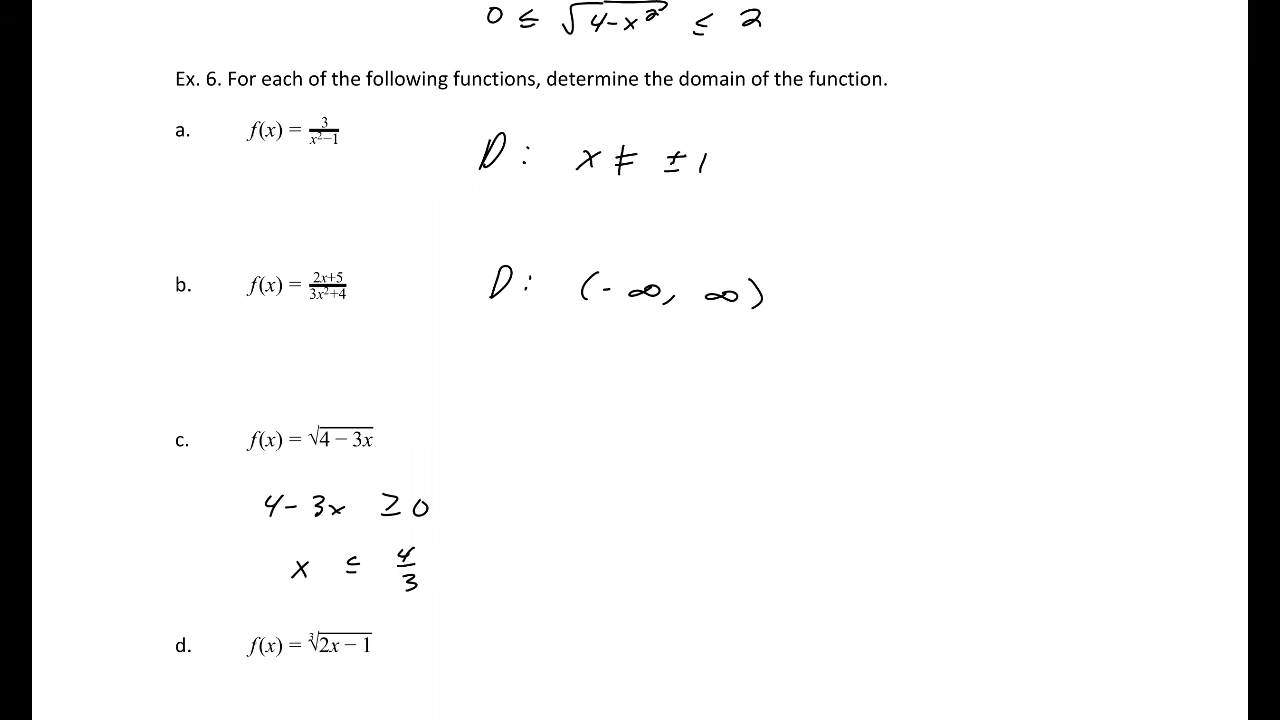 0 ≤ √4-x² ≤ 2
Ex. 6. For each of the following functions, determine the domain of the function.
a. f(x) = 3/x²−1 D : x ≠ ±1
b. f(x) = 2x+5/3x²+4 D : (-∞, ∞)
c. f(x) = √4 − 3x
4 - 3x ≥ 0
x ≤ 4/3
d. f(x) = ∛2x − 1